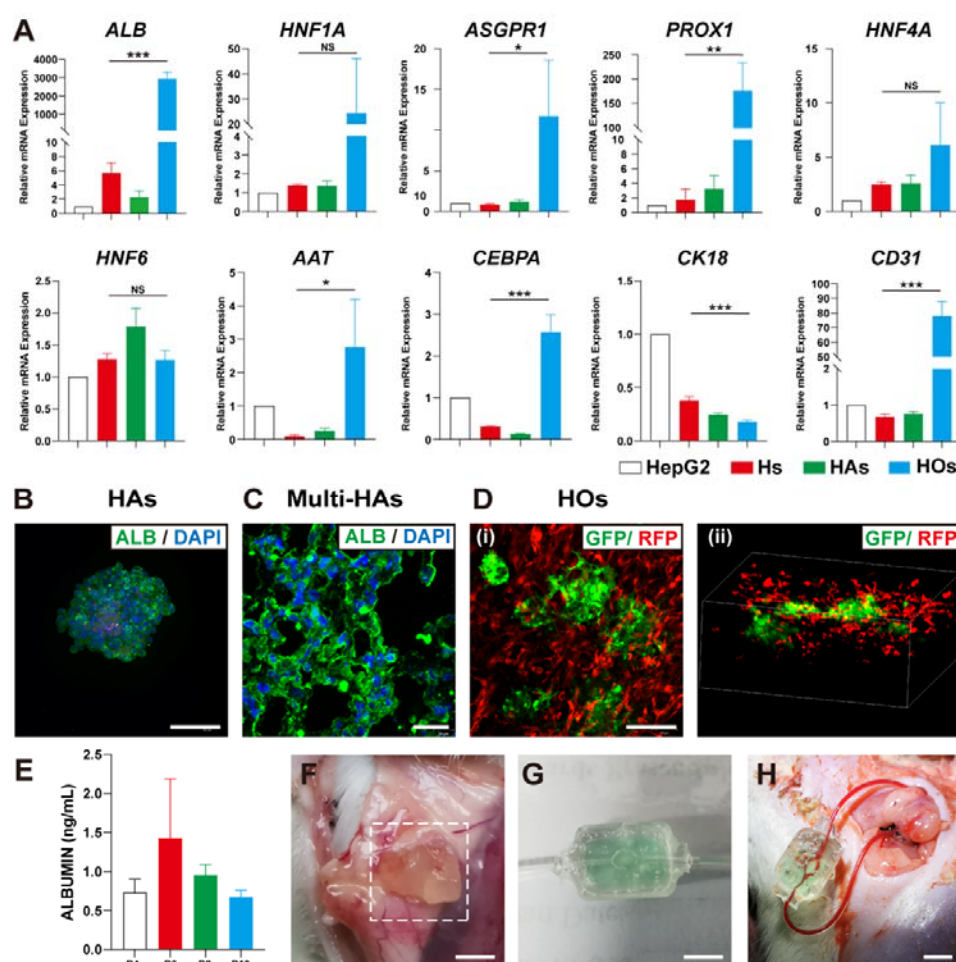 A
ALB
HNF1A
ASGPR1
PROX1
HNF4A
Relative mRNA Expression
4000
3000
2000
1000
10
8
6
4
2
0
***
Relative mRNA Expression
50
40
30
20
4
3
2
1
0
NS
Relative mRNA Expression
20
15
10
1
0
*
Relative mRNA Expression
250
200
150
100
10
8
6
4
2
0
**
Relative mRNA Expression
15
10
5
0
NS
HNF6
AAT
CEBPA
CK18
CD31
Relative mRNA Expression
2.5
2.0
1.5
1.0
0.5
0.0
NS
Relative mRNA Expression
5
4
3
2
1
0
*
Relative mRNA Expression
6
4
2
0
***
Relative mRNA Expression
1.5
1.0
0.5
0.0
***
Relative mRNA Expression
100
90
80
70
60
50
2
1
0
***
HepG2 Hs HAs HOs
B HAs
ALB / DAPI
C Multi-HAs
ALB / DAPI
D HOs
(i) GFP/ RFP
(ii) GFP/ RFP
E
ALBUMIN (ng/mL)
2.5
2.0
1.5
1.0
0.5
0.0
F
G
H